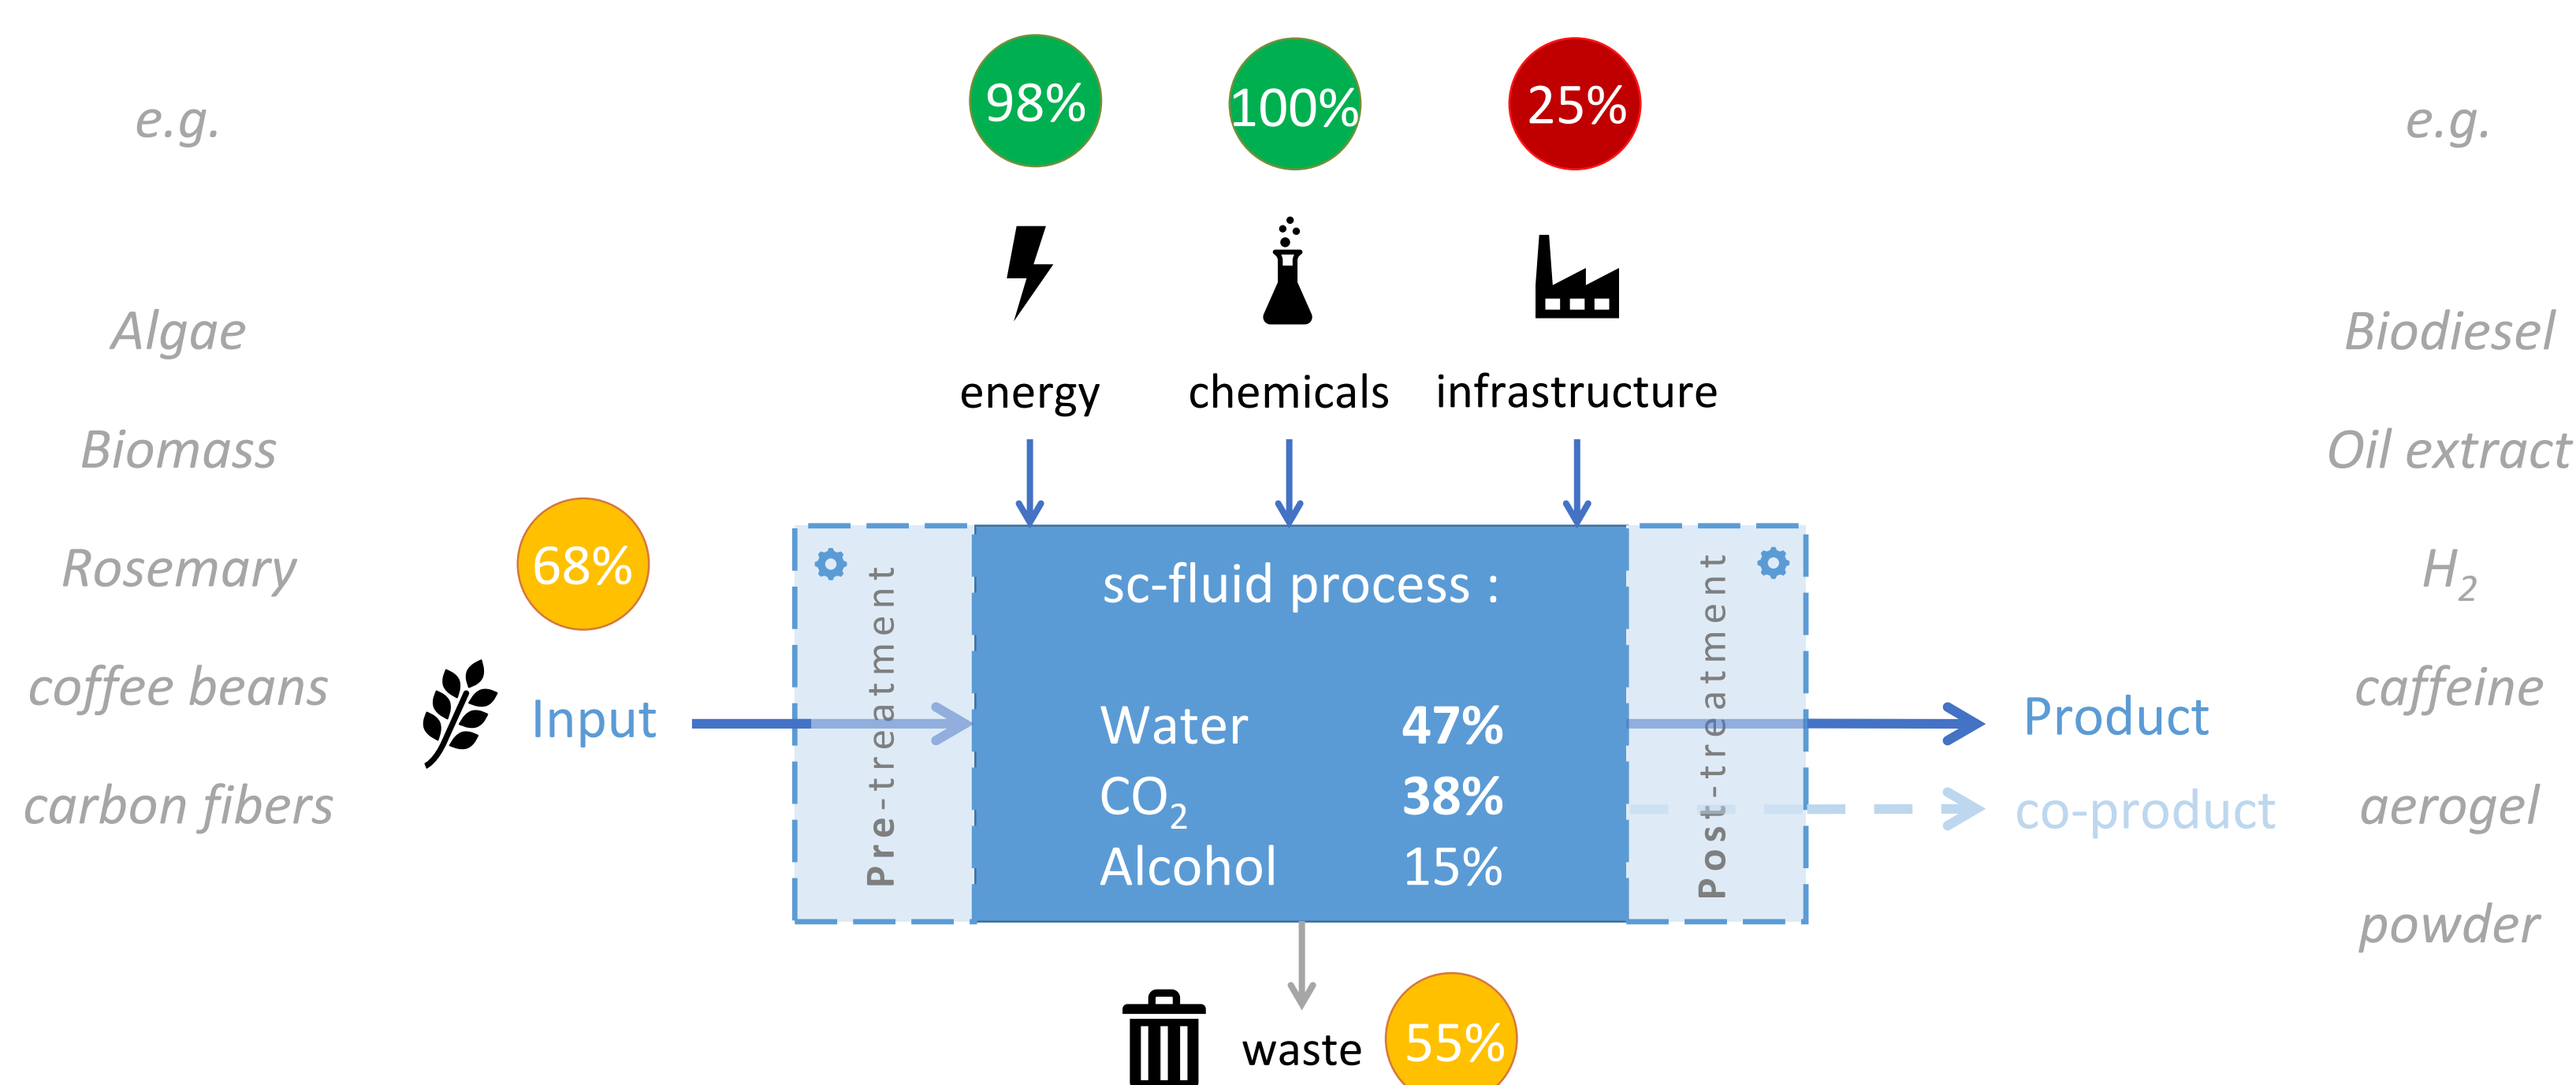 98%
100%
25%
e.g.
e.g.
energy
chemicals
infrastructure
Algae
Biomass
Rosemary
coffee beans
carbon fibers
68%
Input
Pre-treatment
sc-fluid process :
Water 47%
CO₂ 38%
Alcohol 15%
Post-treatment
Product
co-product
Biodiesel
Oil extract
H₂
caffeine
aerogel
powder
waste
55%